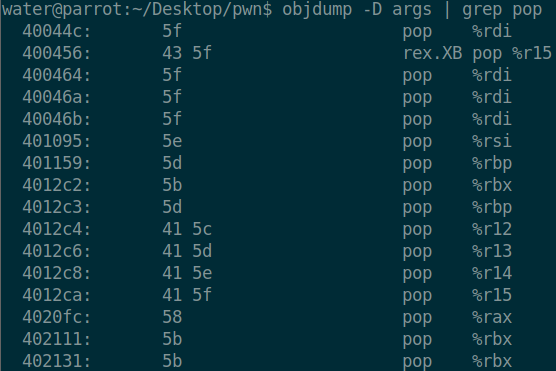 water@parrot:~/Desktop/pwn$ objdump -D args | grep pop
40044c: 5f pop %rdi
400456: 43 5f rex.XB pop %r15
400464: 5f pop %rdi
40046a: 5f pop %rdi
40046b: 5f pop %rdi
401095: 5e pop %rsi
401159: 5d pop %rbp
4012c2: 5b pop %rbx
4012c3: 5d pop %rbp
4012c4: 41 5c pop %r12
4012c6: 41 5d pop %r13
4012c8: 41 5e pop %r14
4012ca: 41 5f pop %r15
4020fc: 58 pop %rax
402111: 5b pop %rbx
402131: 5b pop %rbx